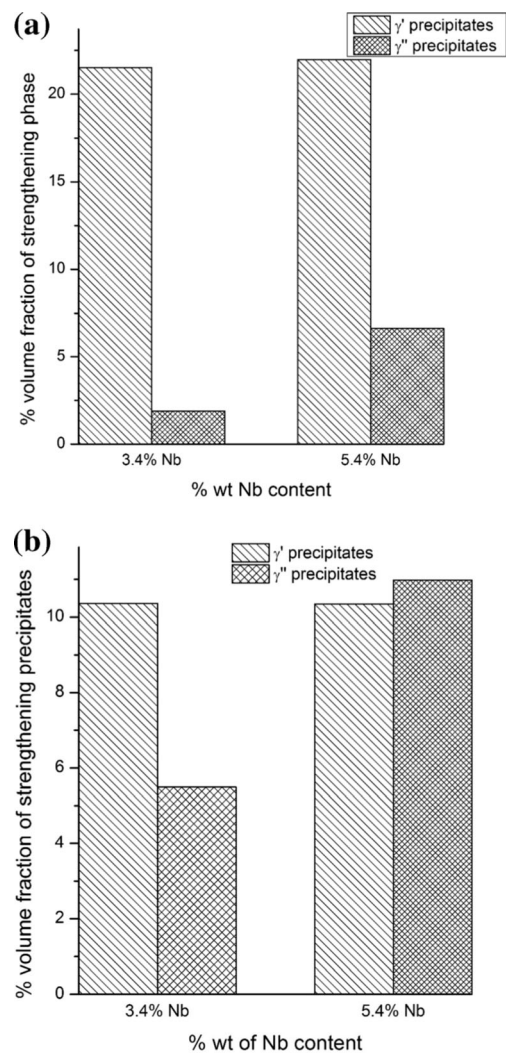 (a)
γ' precipitates
γ'' precipitates
% volume fraction of strengthening phase
20
15
10
5
0
3.4% Nb
5.4% Nb
% wt Nb content
(b)
γ' precipitates
γ'' precipitates
% volume fraction of strengthening precipitates
10
8
6
4
2
0
3.4% Nb
5.4% Nb
% wt of Nb content